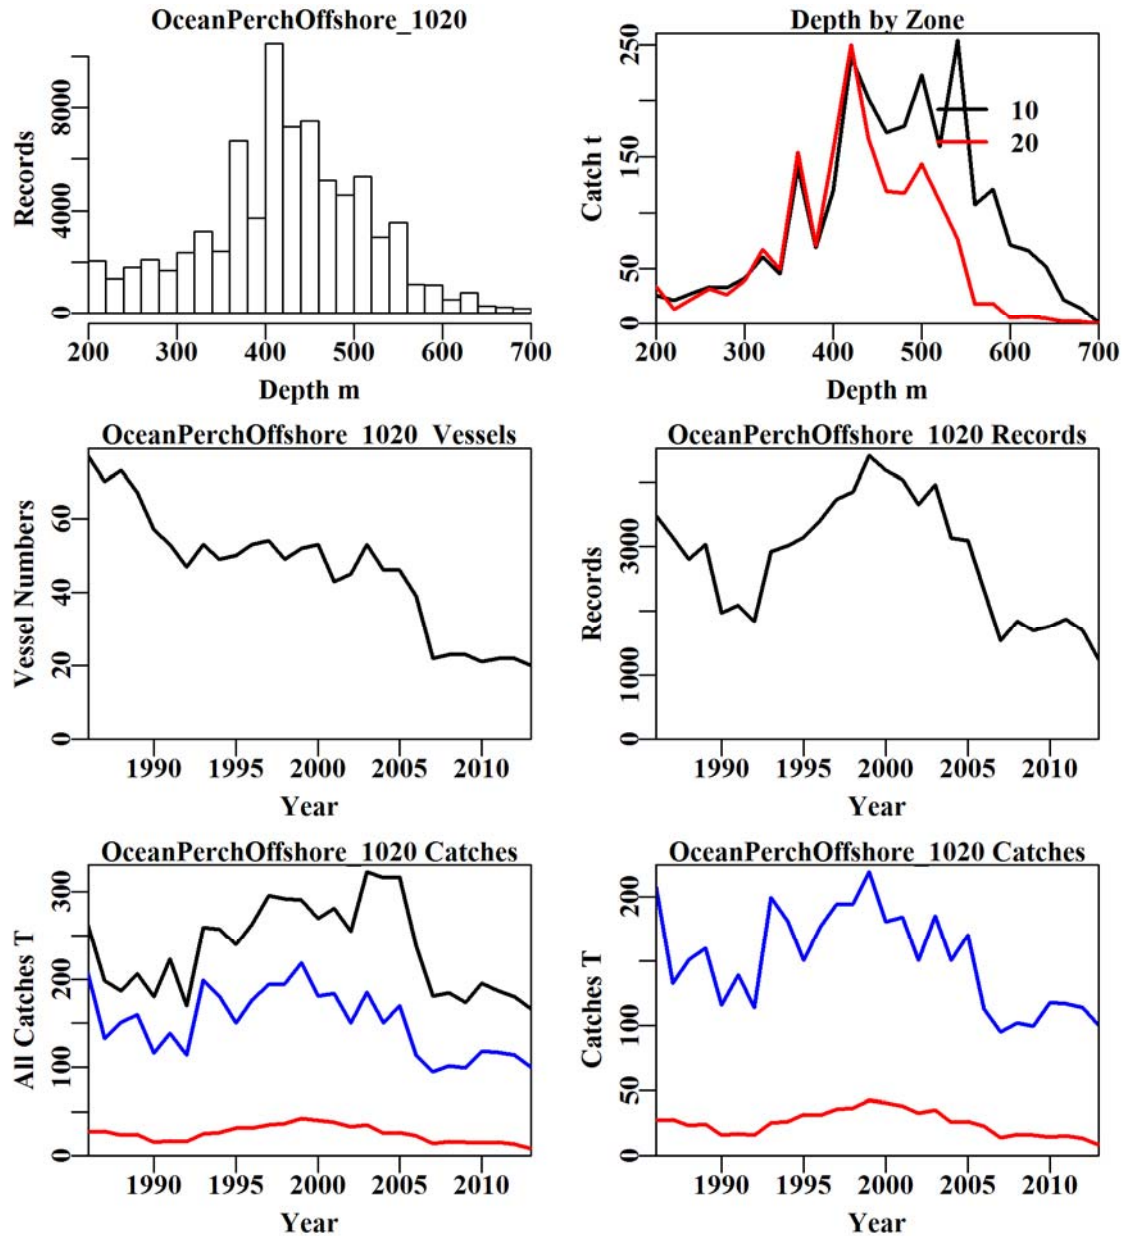 OceanPerchOffshore_1020
Records
0 4000 8000
200 300 400 500 600 700
Depth m
Depth by Zone
Catch t
0 50 150 250
10
20
200 300 400 500 600 700
Depth m
OceanPerchOffshore_1020_Vessels
Vessel Numbers
0 20 40 60
1990 1995 2000 2005 2010
Year
OceanPerchOffshore_1020 Records
Records
0 1000 3000
1990 1995 2000 2005 2010
Year
OceanPerchOffshore_1020 Catches
All Catches T
0 100 200 300
1990 1995 2000 2005 2010
Year
OceanPerchOffshore_1020 Catches
Catches T
0 50 100 200
1990 1995 2000 2005 2010
Year